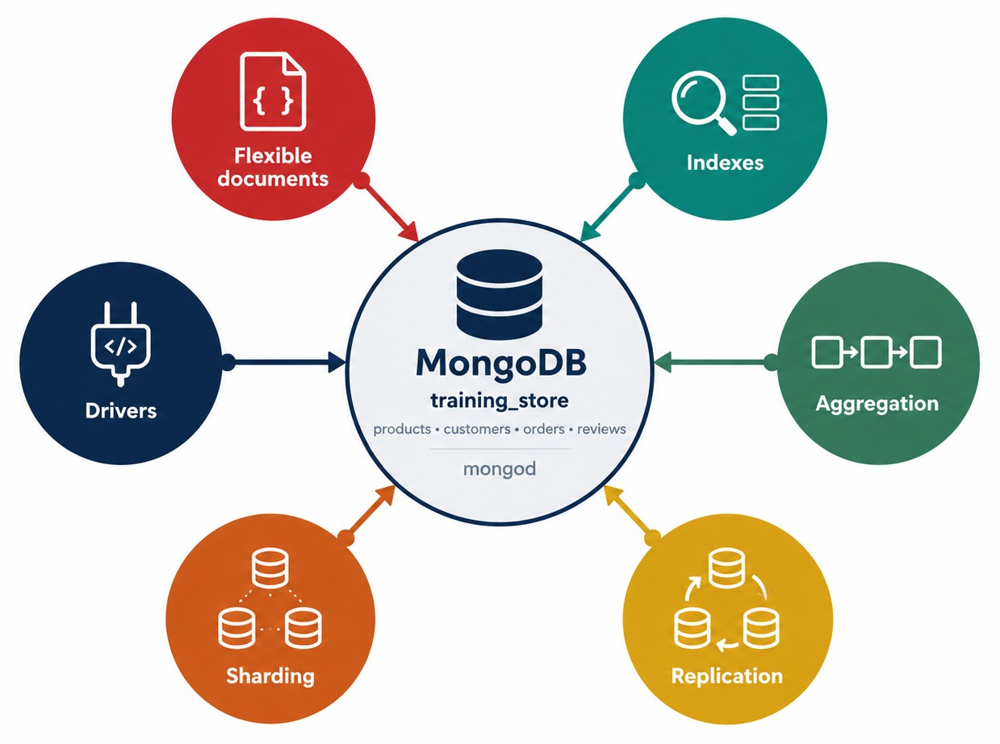 Flexible
documents
{ }
Indexes
</>
Drivers
MongoDB
training_store
products • customers • orders • reviews
mongod
Aggregation
Sharding
Replication